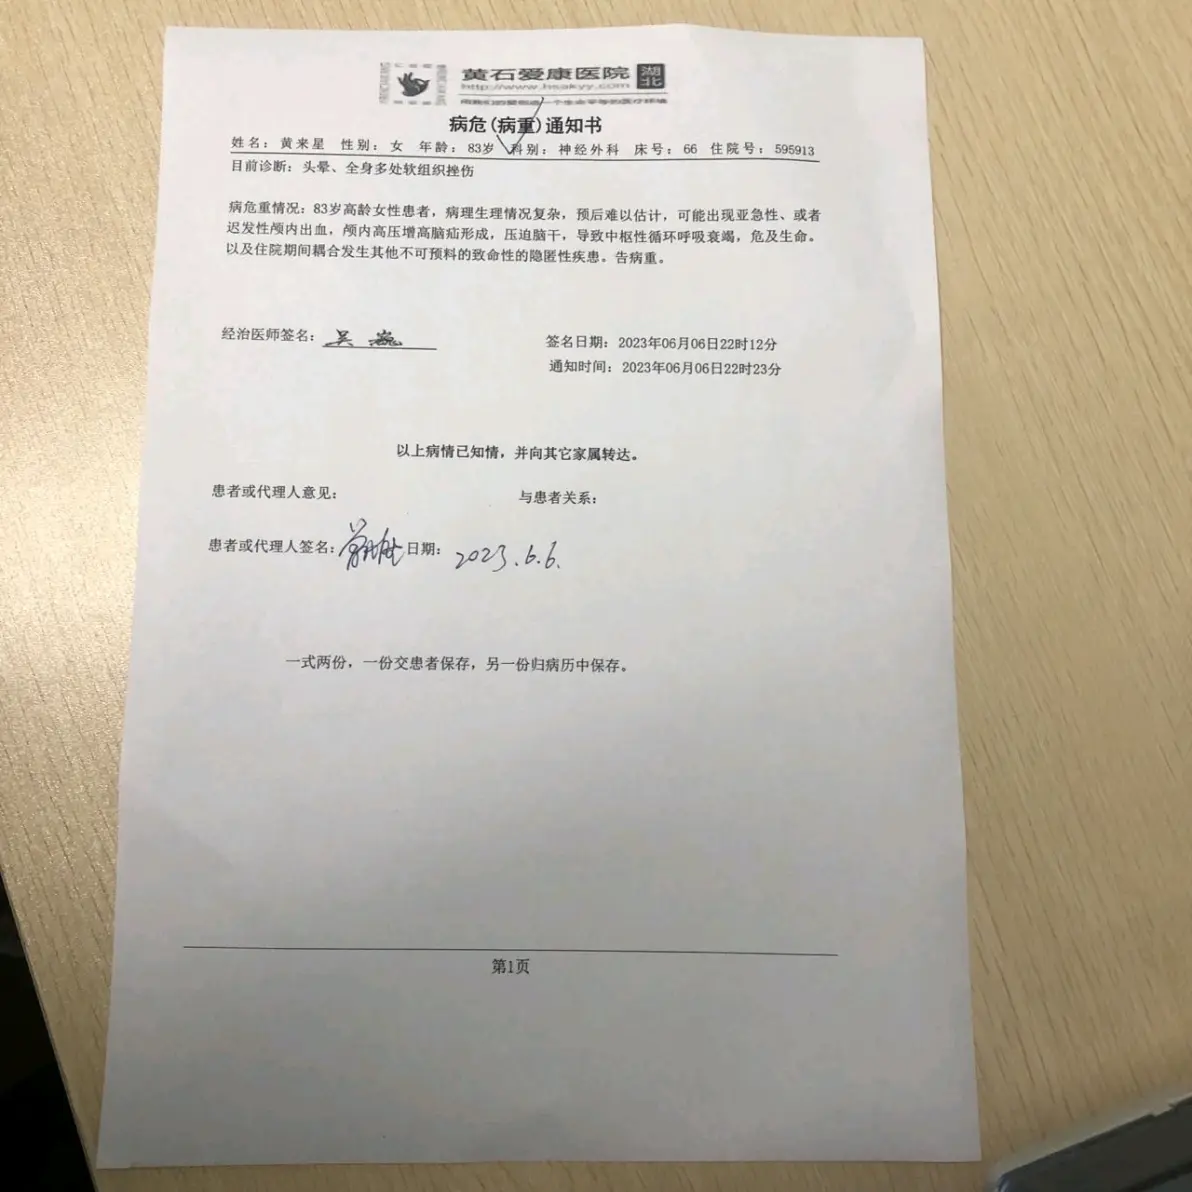 黄石爱康医院 湖北
http://www.hsakyy.com
病危(病重)通知书
姓名：黄来星 性别：女 年龄：83岁 科别：神经外科 床号：66 住院号：595913
目前诊断：头晕、全身多处软组织挫伤
病危重情况：83岁高龄女性患者，病理生理情况复杂，预后难以估计，可能出现亚急性、或者
迟发性颅内出血，颅内高压增高脑疝形成，压迫脑干，导致中枢性循环呼吸衰竭，危及生命。
以及住院期间耦合发生其他不可预料的致命性的隐匿性疾患。告病重。
经治医师签名：吴 签名日期：2023年06月06日22时12分
通知时间：2023年06月06日22时23分
以上病情已知情，并向其它家属转达。
患者或代理人意见： 与患者关系：
患者或代理人签名： 日期：2023.6.6.
一式两份，一份交患者保存，另一份归病历中保存。
第1页